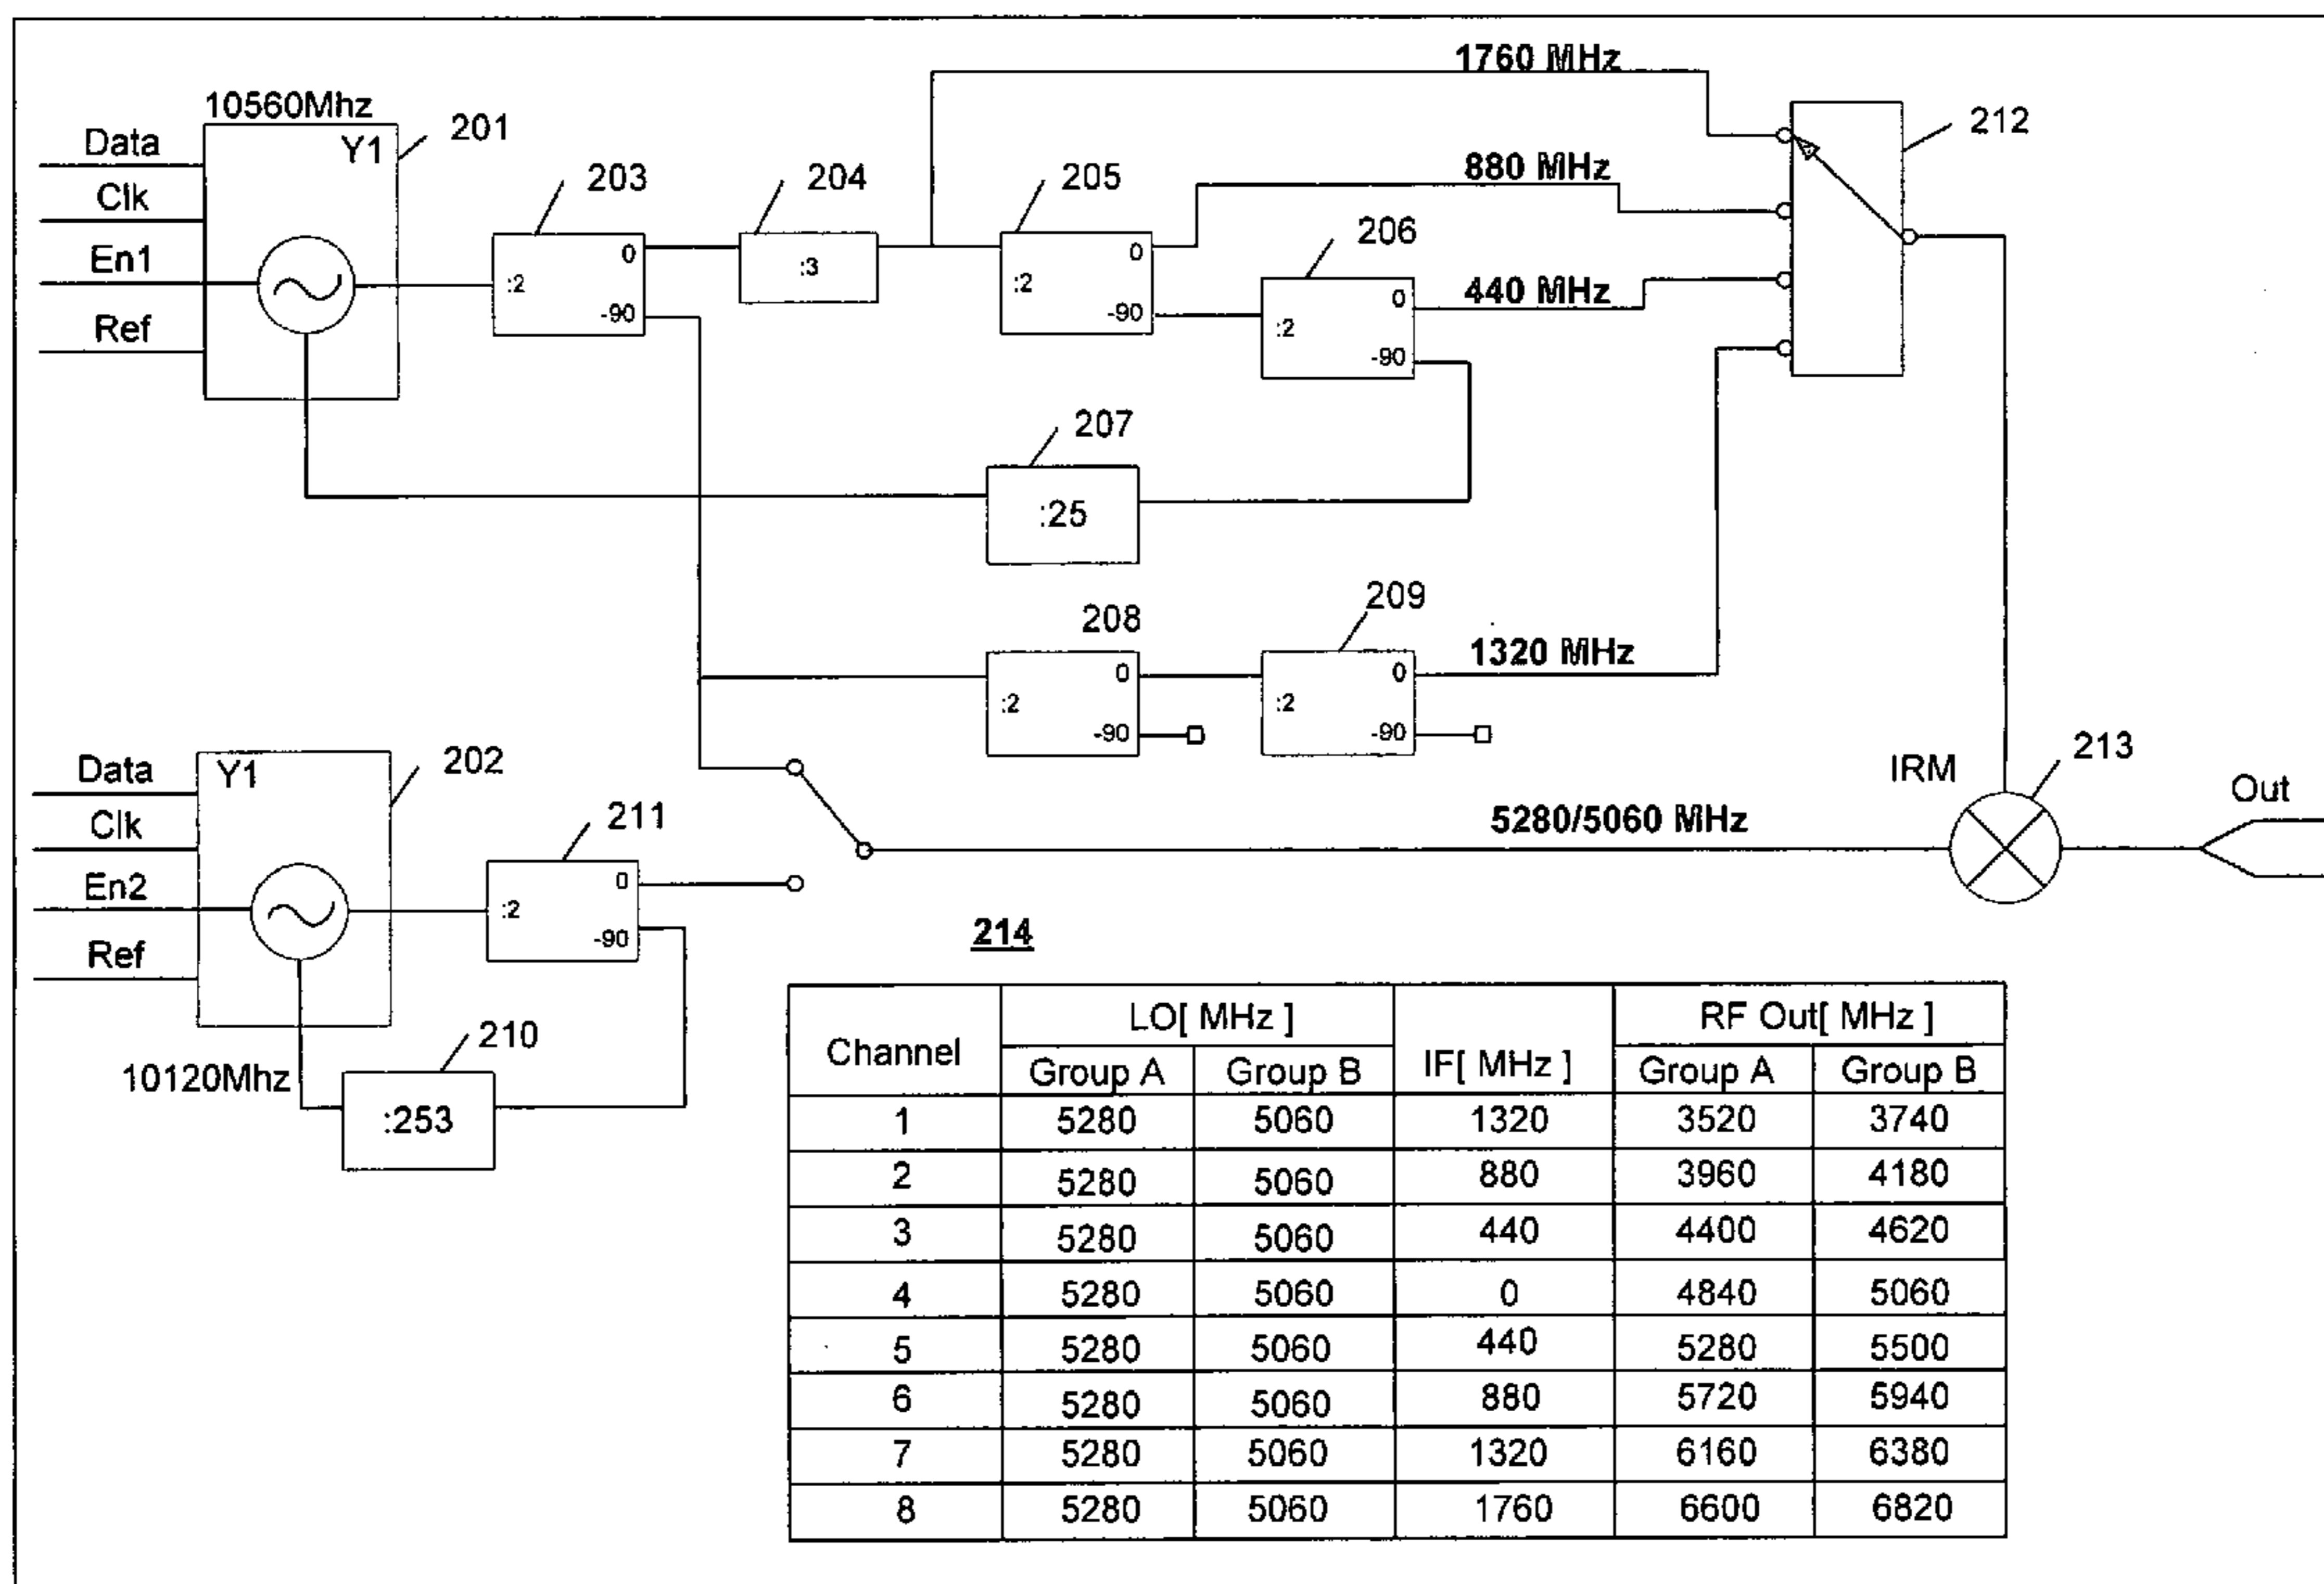 1760 MHz
10560Mhz
Y1
201
Data
Clk
En1
Ref
203
:2
0
-90
204
:3
205
:2
0
-90
880 MHz
206
:2
0
-90
440 MHz
212
207
:25
208
:2
0
-90
209
:2
0
-90
1320 MHz
Data
Clk
En2
Ref
Y1
202
211
:2
0
-90
10120Mhz
210
:253
5280/5060 MHz
IRM
213
Out
214
Channel LO[ MHz ] IF[ MHz ] RF Out[ MHz ]
Group A Group B Group A Group B
1 5280 5060 1320 3520 3740
2 5280 5060 880 3960 4180
3 5280 5060 440 4400 4620
4 5280 5060 0 4840 5060
5 5280 5060 440 5280 5500
6 5280 5060 880 5720 5940
7 5280 5060 1320 6160 6380
8 5280 5060 1760 6600 6820